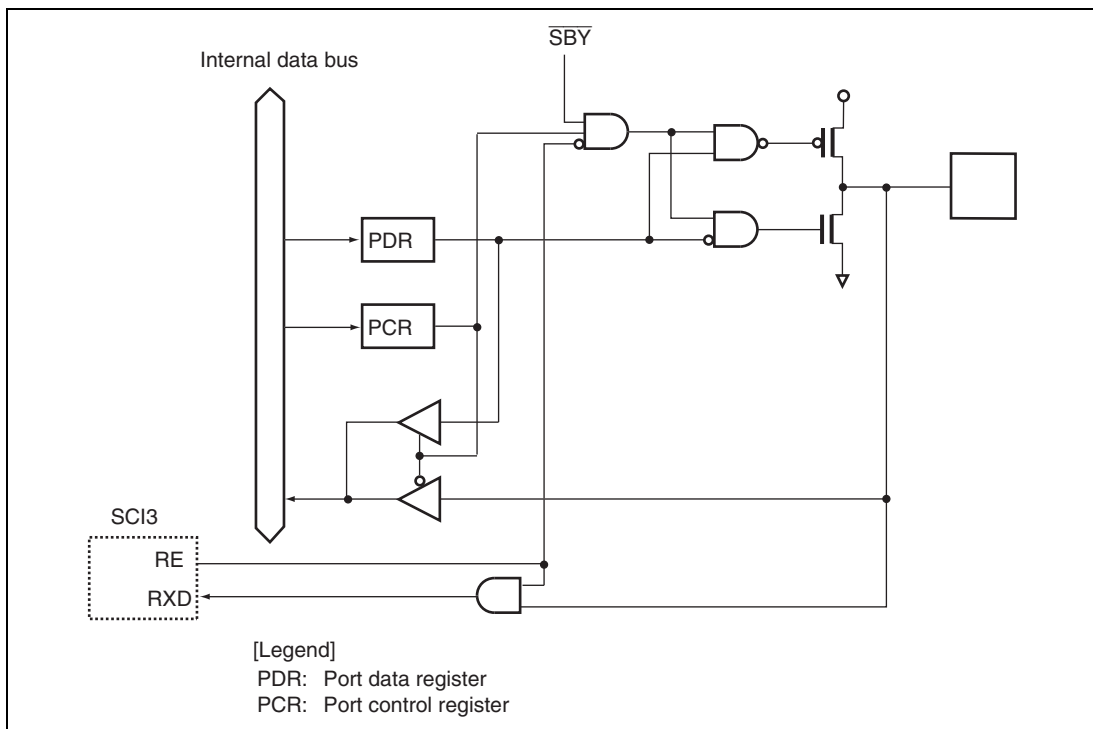 SBY
Internal data bus
PDR
PCR
SCI3
RE
RXD
[Legend]
PDR: Port data register
PCR: Port control register